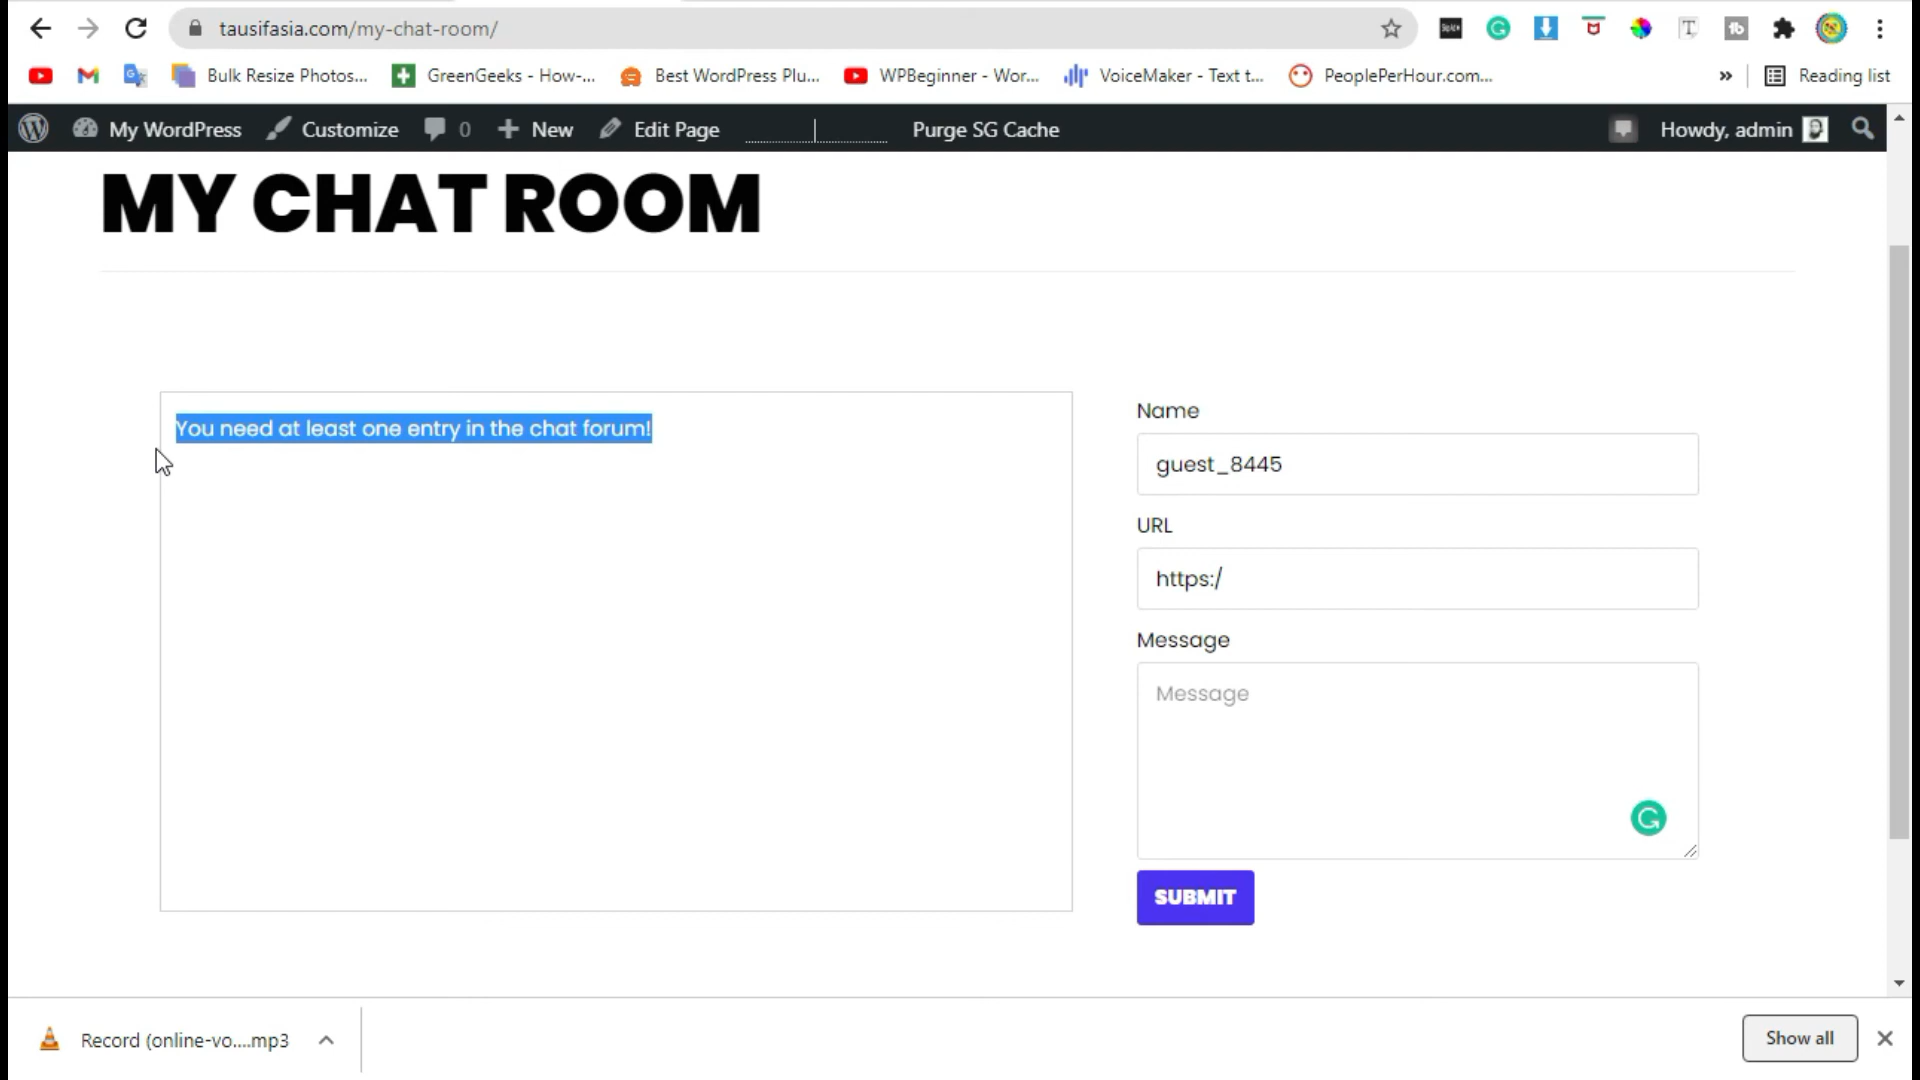 tausifasia.com/my-chat-room/
Bulk Resize Photos... GreenGeeks - How-... Best WordPress Plu... WPBeginner - Wor... VoiceMaker - Text t... PeoplePerHour.com... » Reading list
My WordPress Customize 0 New Edit Page Purge SG Cache Howdy, admin
MY CHAT ROOM
You need at least one entry in the chat forum!
Name
guest_8445
URL
https:/
Message
Message
SUBMIT
Record (online-vo....mp3 Show all